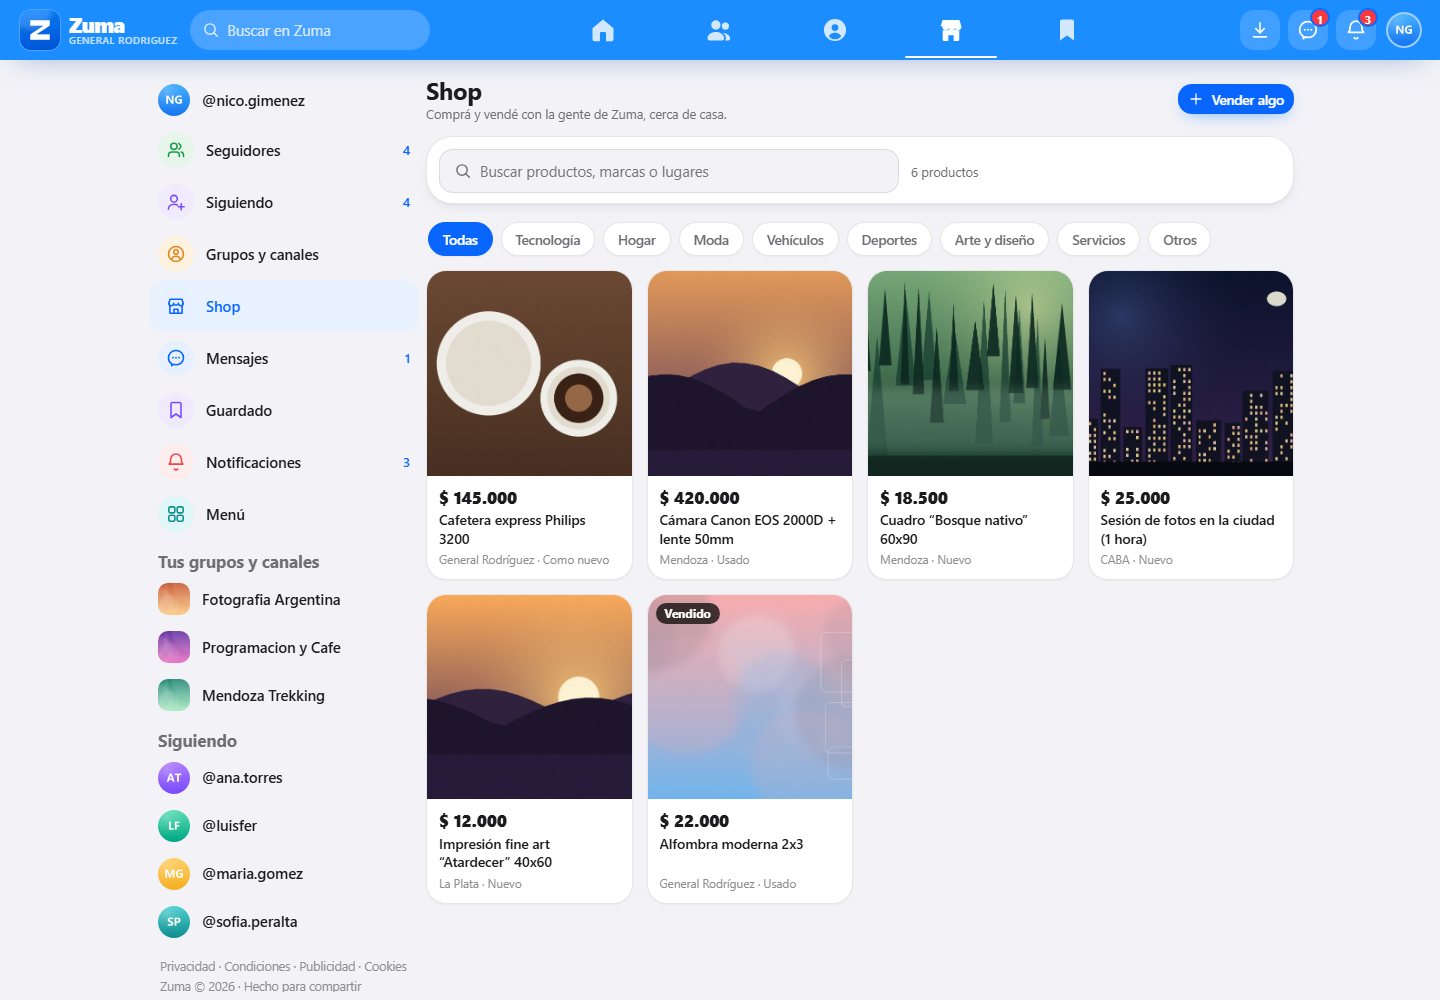 Zuma
GENERAL RODRIGUEZ
Buscar en Zuma
1
3
NG
NG
@nico.gimenez
Seguidores
4
Siguiendo
4
Grupos y canales
Shop
Mensajes
1
Guardado
Notificaciones
3
Menú
Tus grupos y canales
Fotografia Argentina
Programacion y Cafe
Mendoza Trekking
Siguiendo
AT
@ana.torres
LF
@luisfer
MG
@maria.gomez
SP
@sofia.peralta
Privacidad · Condiciones · Publicidad · Cookies
Zuma © 2026 · Hecho para compartir
Shop
Comprá y vendé con la gente de Zuma, cerca de casa.
Vender algo
Buscar productos, marcas o lugares
6 productos
Todas
Tecnología
Hogar
Moda
Vehículos
Deportes
Arte y diseño
Servicios
Otros
$ 145.000
Cafetera express Philips
3200
General Rodríguez · Como nuevo
$ 420.000
Cámara Canon EOS 2000D +
lente 50mm
Mendoza · Usado
$ 18.500
Cuadro “Bosque nativo”
60x90
Mendoza · Nuevo
$ 25.000
Sesión de fotos en la ciudad
(1 hora)
CABA · Nuevo
$ 12.000
Impresión fine art
“Atardecer” 40x60
La Plata · Nuevo
Vendido
$ 22.000
Alfombra moderna 2x3
General Rodríguez · Usado